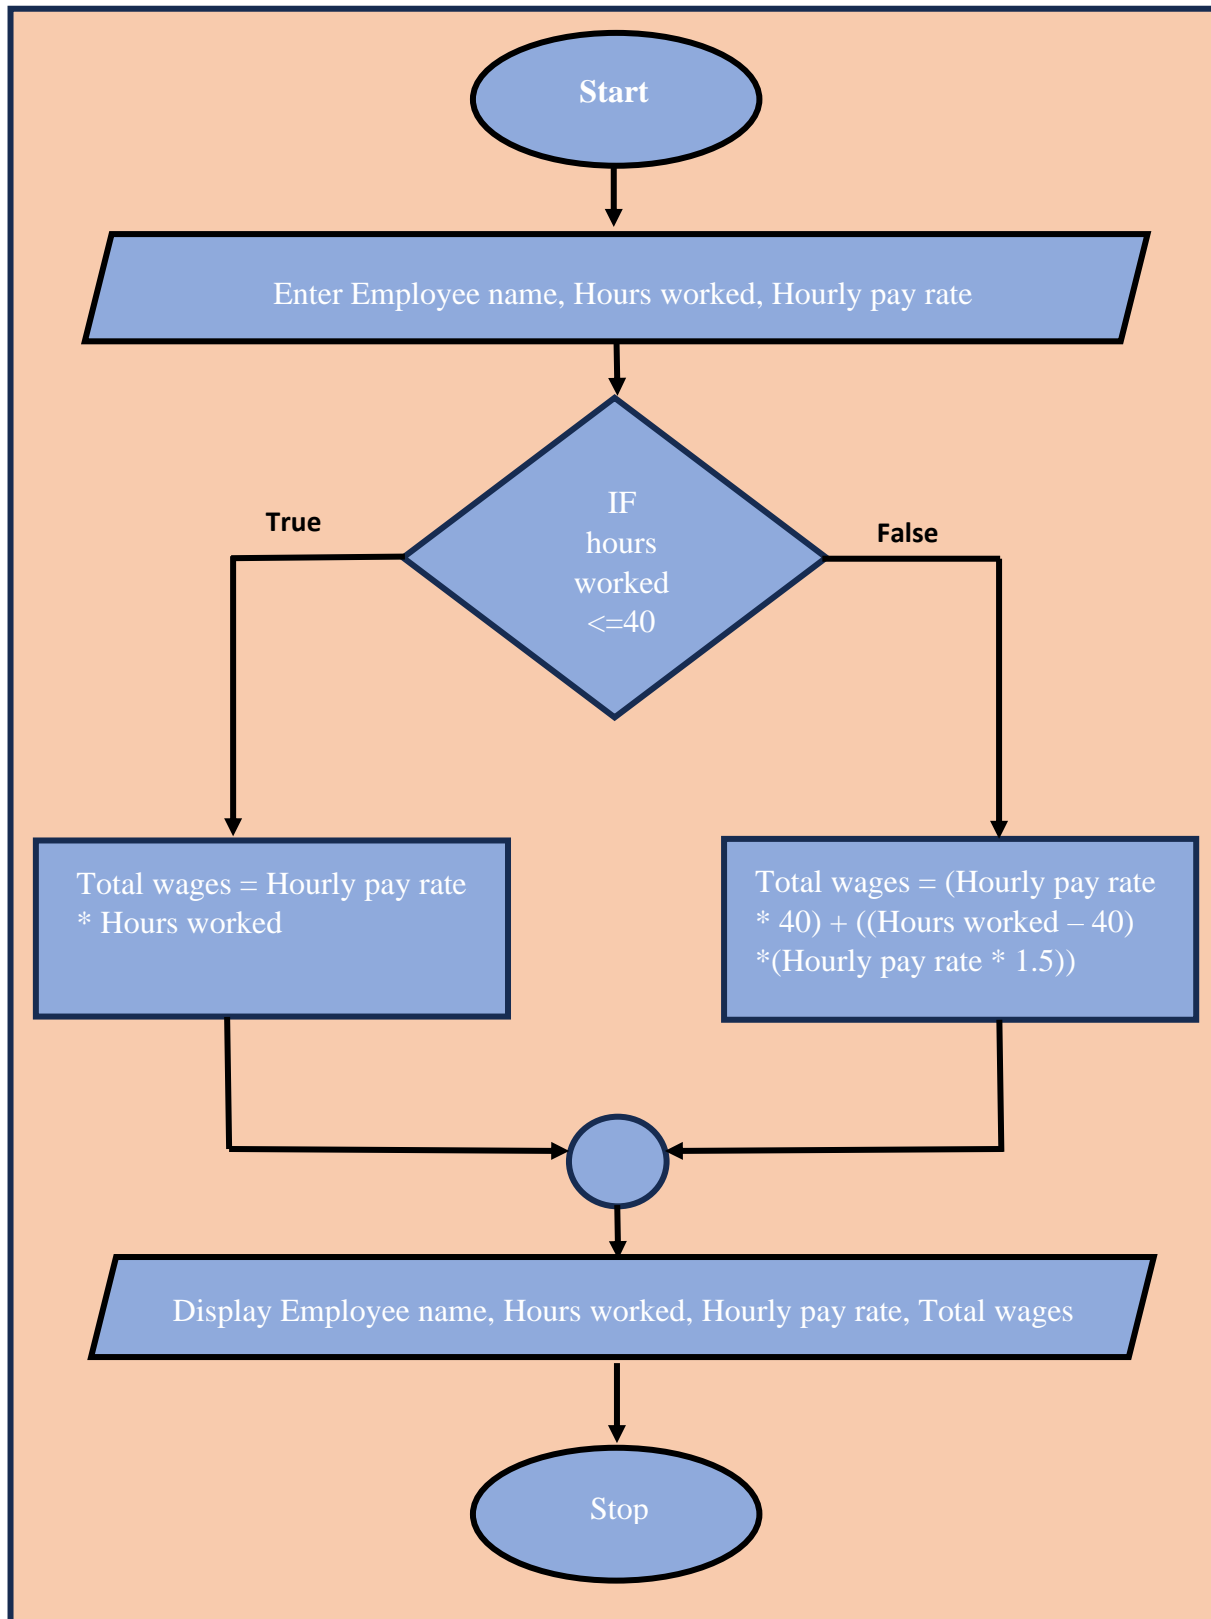 Start
Enter Employee name, Hours worked, Hourly pay rate
IF
hours
worked
<=40
True
False
Total wages = Hourly pay rate
* Hours worked
Total wages = (Hourly pay rate
* 40) + ((Hours worked – 40)
*(Hourly pay rate * 1.5))
Display Employee name, Hours worked, Hourly pay rate, Total wages
Stop